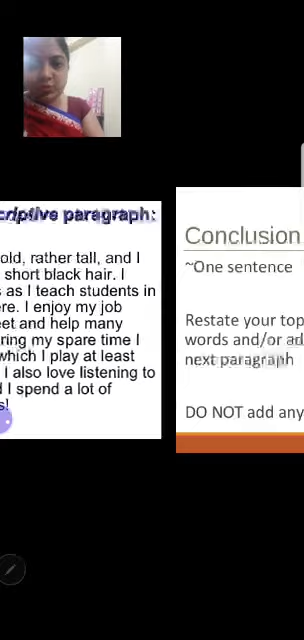 criptive paragraph:
old, rather tall, and I
short black hair. I
s as I teach students in
ere. I enjoy my job
eet and help many
ring my spare time I
which I play at least
I also love listening to
d I spend a lot of
s!
Conclusion
~One sentence
Restate your top
words and/or ad
next paragraph
DO NOT add any